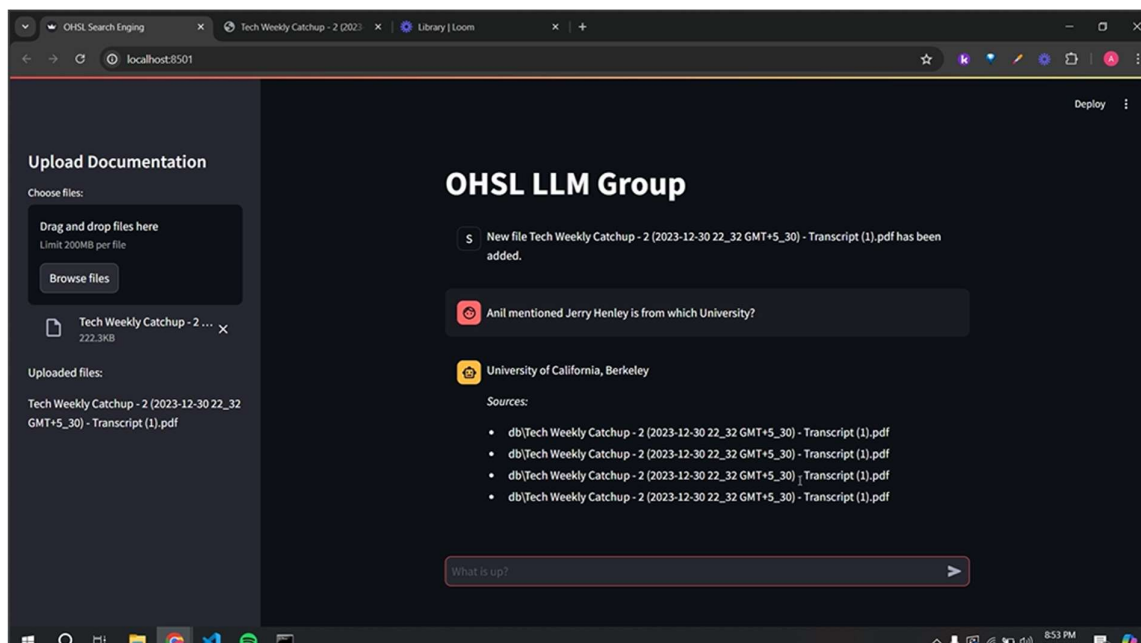 OHSL Search Enging
Tech Weekly Catchup - 2 (2023
Library | Loom
localhost:8501
k
A
Deploy
Upload Documentation
Choose files:
Drag and drop files here
Limit 200MB per file
Browse files
Tech Weekly Catchup - 2 ...
222.3KB
Uploaded files:
Tech Weekly Catchup - 2 (2023-12-30 22_32
GMT+5_30) - Transcript (1).pdf
OHSL LLM Group
S
New file Tech Weekly Catchup - 2 (2023-12-30 22_32 GMT+5_30) - Transcript (1).pdf has been
added.
Anil mentioned Jerry Henley is from which University?
University of California, Berkeley
Sources:
db\Tech Weekly Catchup - 2 (2023-12-30 22_32 GMT+5_30) - Transcript (1).pdf
db\Tech Weekly Catchup - 2 (2023-12-30 22_32 GMT+5_30) - Transcript (1).pdf
db\Tech Weekly Catchup - 2 (2023-12-30 22_32 GMT+5_30) - Transcript (1).pdf
db\Tech Weekly Catchup - 2 (2023-12-30 22_32 GMT+5_30) - Transcript (1).pdf
What is up?
8:53 PM